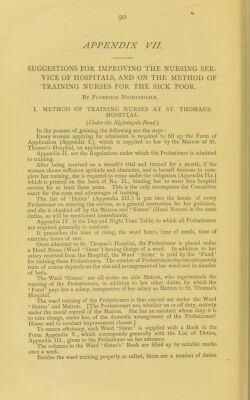 90
APPENDIX VII.
SUGGESTIONS FOR IMPROVING THE NURSING SER-
VICE OF HOSPITALS, AND ON THE METHOD OF
TRAINING NURSES FOR THE SICK POOR.
BY FLORENCE NIGHTINGALE.
I. METHOD OF TRAINING NURSES AT ST. THOMAS'S
HOSPITAL.
(Under the Nightingale Fund.)
In the process of training the following are the steps:
Every woman applying for admission is required to fill up the Form of
Application (Appendix I.), which is supplied to her by the Matron of St.
Thomas's Hospital, on application.
Appendix II. are the Regulations under which the Probationer is admitted
to training.
After being received on a month's trial and trained for a month, if she
shows sufficient aptitude and character, and is herself desirous to com-
plete her training, she is required to come under the obligation (Appendix II.)
which is printed on the back of No. II., binding her to enter into hospital
service for at least three years. This is the only recompense the Committee
exact for the costs and advantages of training.
The list of 'Duties' (Appendix III.) is put into the hands of every
Probationer on entering the service, as a general instruction for her guidance,
and she is checked off by the Matron and 'Sisters' (Head Nurses) in the same
duties, as will be mentioned immediately.
Appendix IV. is the Day and Night Time Table, to which all Probationers
are required generally to conform.
It prescribes the time of rising, the ward hours, time of meals, time of
exercise, hours of rest.
Once admitted to St. Thomas's Hospital, the Probationer is placed under
a Head Nurse (Ward 'Sister') having charge of a ward. In addition to her
salary received from the Hospital, the Ward 'Sister' is paid by the 'Fund'
for training these Probationers. The number of Probationers she can adequately
train of course depends on the size and arrangement of her ward and its number
of beds.
The Ward 'Sisters' are all under an able Matron, who superintends the
training of the Probationers, in addition to her other duties, for which the
'Fund' pays her a salary, irrespective of her salary as Matron to St. Thomas's
Hospital.
The ward training of the Probationers is thus carried out under the Ward
'Sisters' and Matron. [The Probationers are, whether on or off duty, entirely
under the moral control of the Matron. She has an assistant whose duty it is
to take charge, under her, of the domestic management of the Probationers'
House and to conduct improvement classes.]
To ensure efficiency, each Ward 'Sister' is supplied with a Book in the
Form Appendix V., which corresponds generally with the List of Duties,
Appendix III., given to the Probationer on her entrance.
The columns in the Ward 'Sister's' Book are filled up by suitable marks
once a week.
Besides the ward training properly so called, there are a number of duties